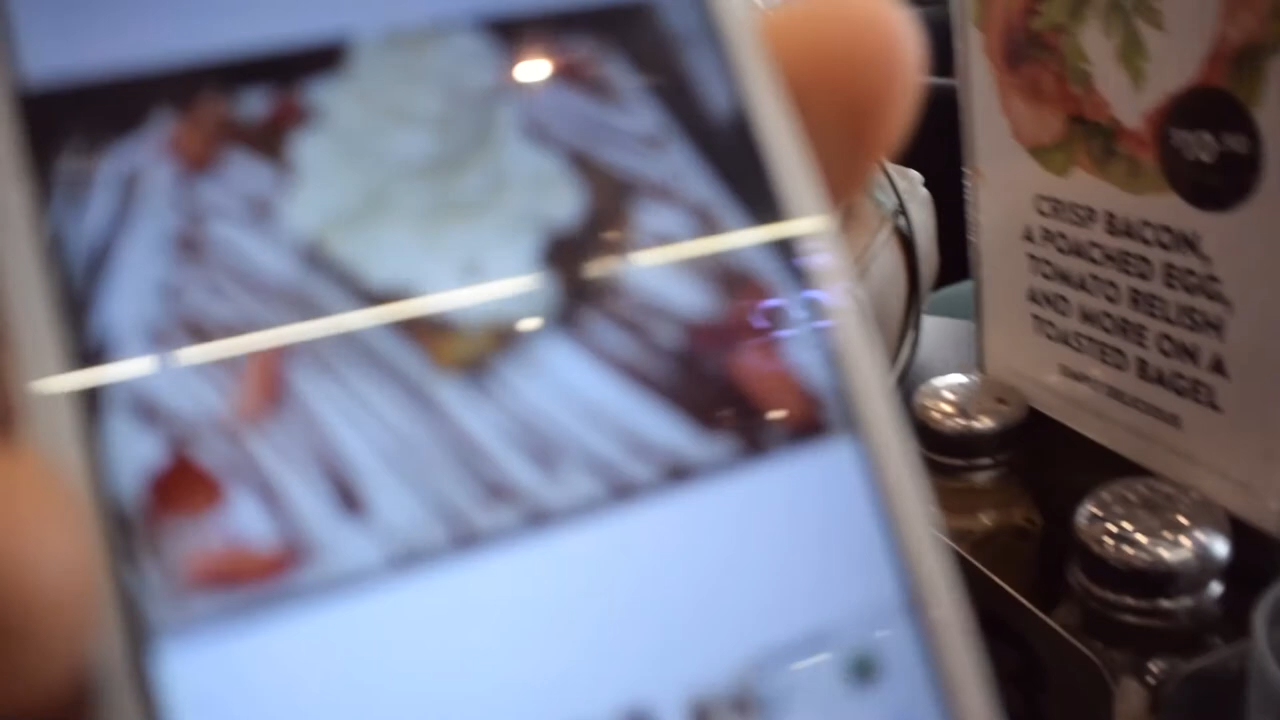 CRISP BACON,
A POACHED EGG,
TOMATO RELISH
AND MORE ON A
TOASTED BAGEL